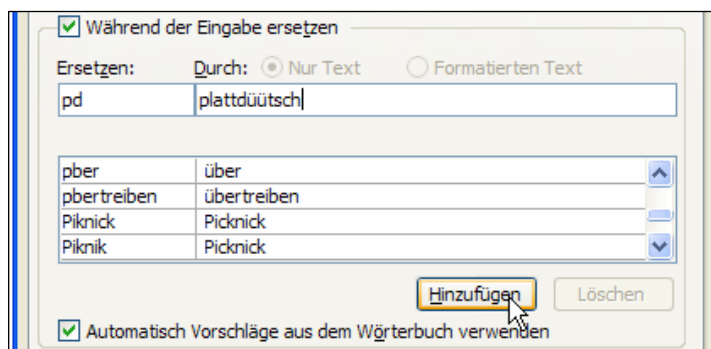 Während der Eingabe ersetzen
Ersetzen: Durch: Nur Text Formatierten Text
pd plattdüütsch
pber über
pbertreiben übertreiben
Piknick Picknick
Piknik Picknick
Hinzufügen Löschen
Automatisch Vorschläge aus dem Wörterbuch verwenden